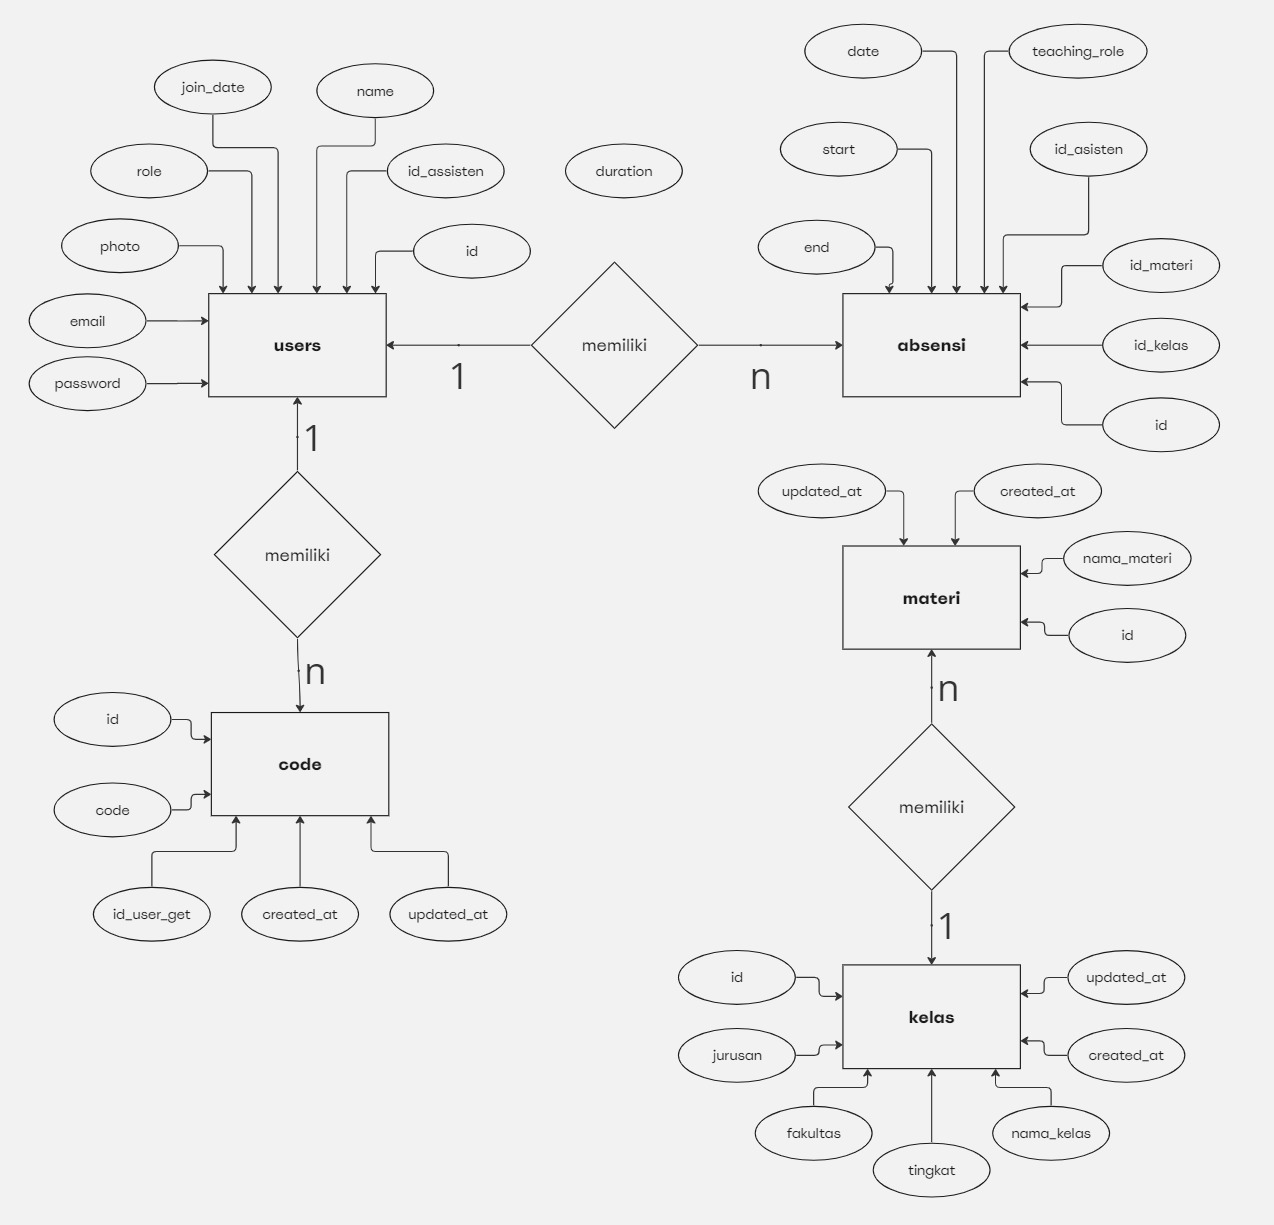 date
teaching_role
join_date
name
start
id_asisten
role
id_assisten
duration
photo
id
end
id_materi
email
users
memiliki
absensi
id_kelas
password
1
n
id
1
updated_at
created_at
memiliki
nama_materi
materi
id
n
n
id
code
memiliki
code
id_user_get
created_at
updated_at
1
id
updated_at
kelas
jurusan
created_at
fakultas
nama_kelas
tingkat